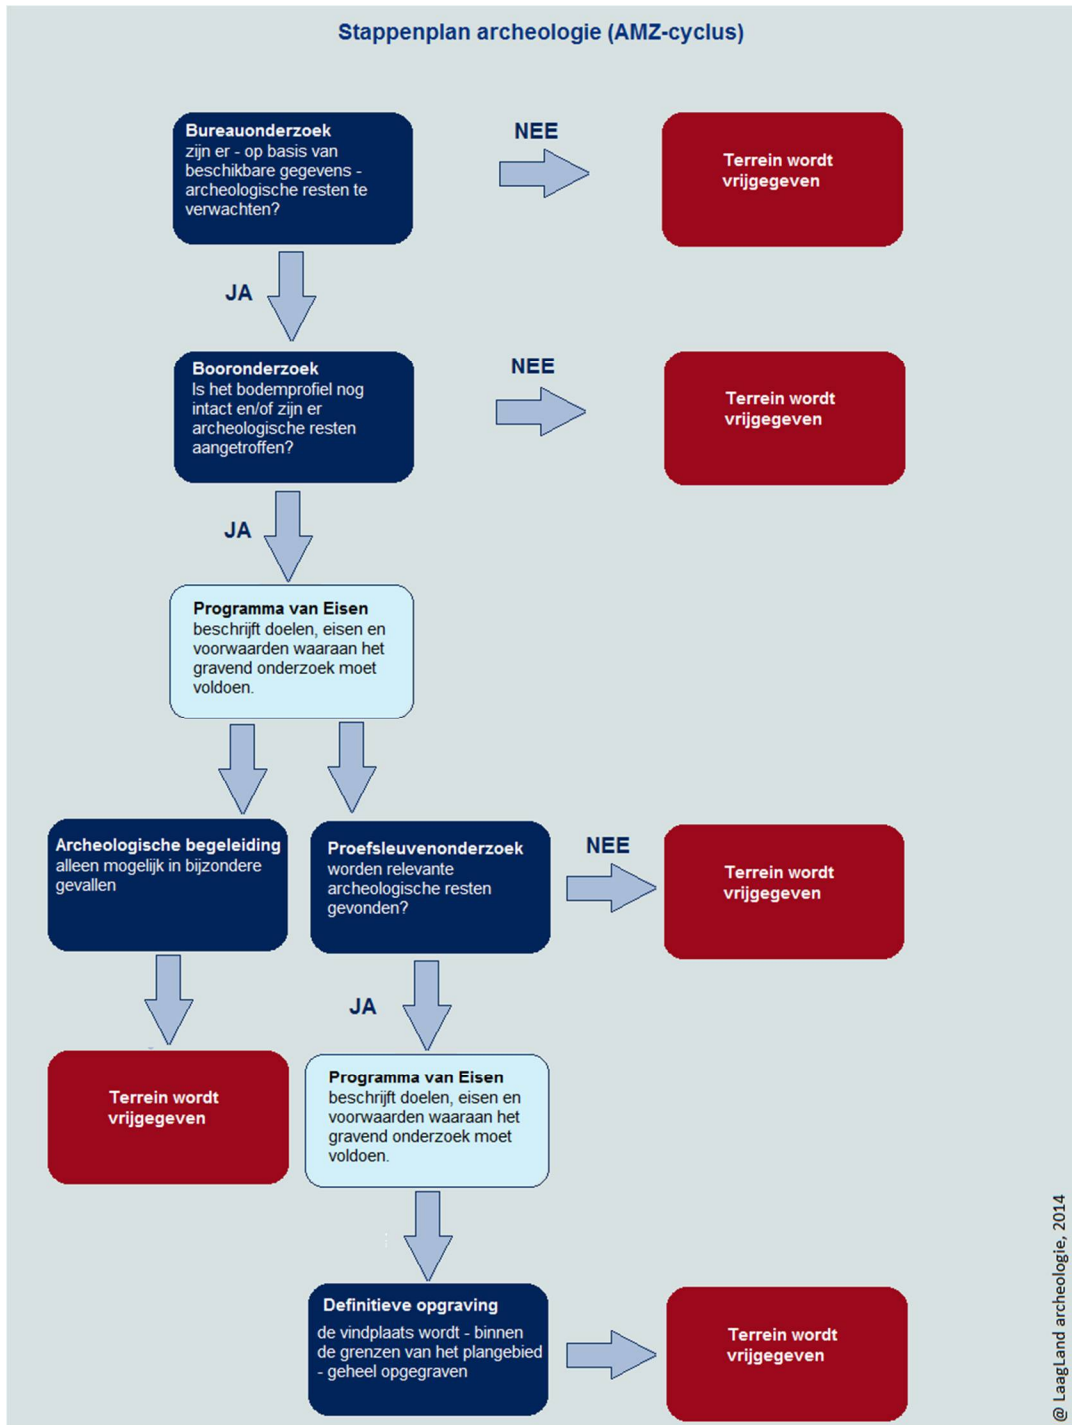 Stappenplan archeologie (AMZ-cyclus)
Bureauonderzoek
zijn er - op basis van
beschikbare gegevens -
archeologische resten te
verwachten?
NEE
Terrein wordt
vrijgegeven
JA
Booronderzoek
Is het bodemprofiel nog
intact en/of zijn er
archeologische resten
aangetroffen?
NEE
Terrein wordt
vrijgegeven
JA
Programma van Eisen
beschrijft doelen, eisen en
voorwaarden waaraan het
gravend onderzoek moet
voldoen.
Archeologische begeleiding
alleen mogelijk in bijzondere
gevallen
Proefsleuvenonderzoek
worden relevante
archeologische resten
gevonden?
NEE
Terrein wordt
vrijgegeven
JA
Terrein wordt
vrijgegeven
Programma van Eisen
beschrijft doelen, eisen en
voorwaarden waaraan het
gravend onderzoek moet
voldoen.
Definitieve opgraving
de vindplaats wordt - binnen
de grenzen van het plangebied
- geheel opgegraven
Terrein wordt
vrijgegeven
@ LaagLand archeologie, 2014